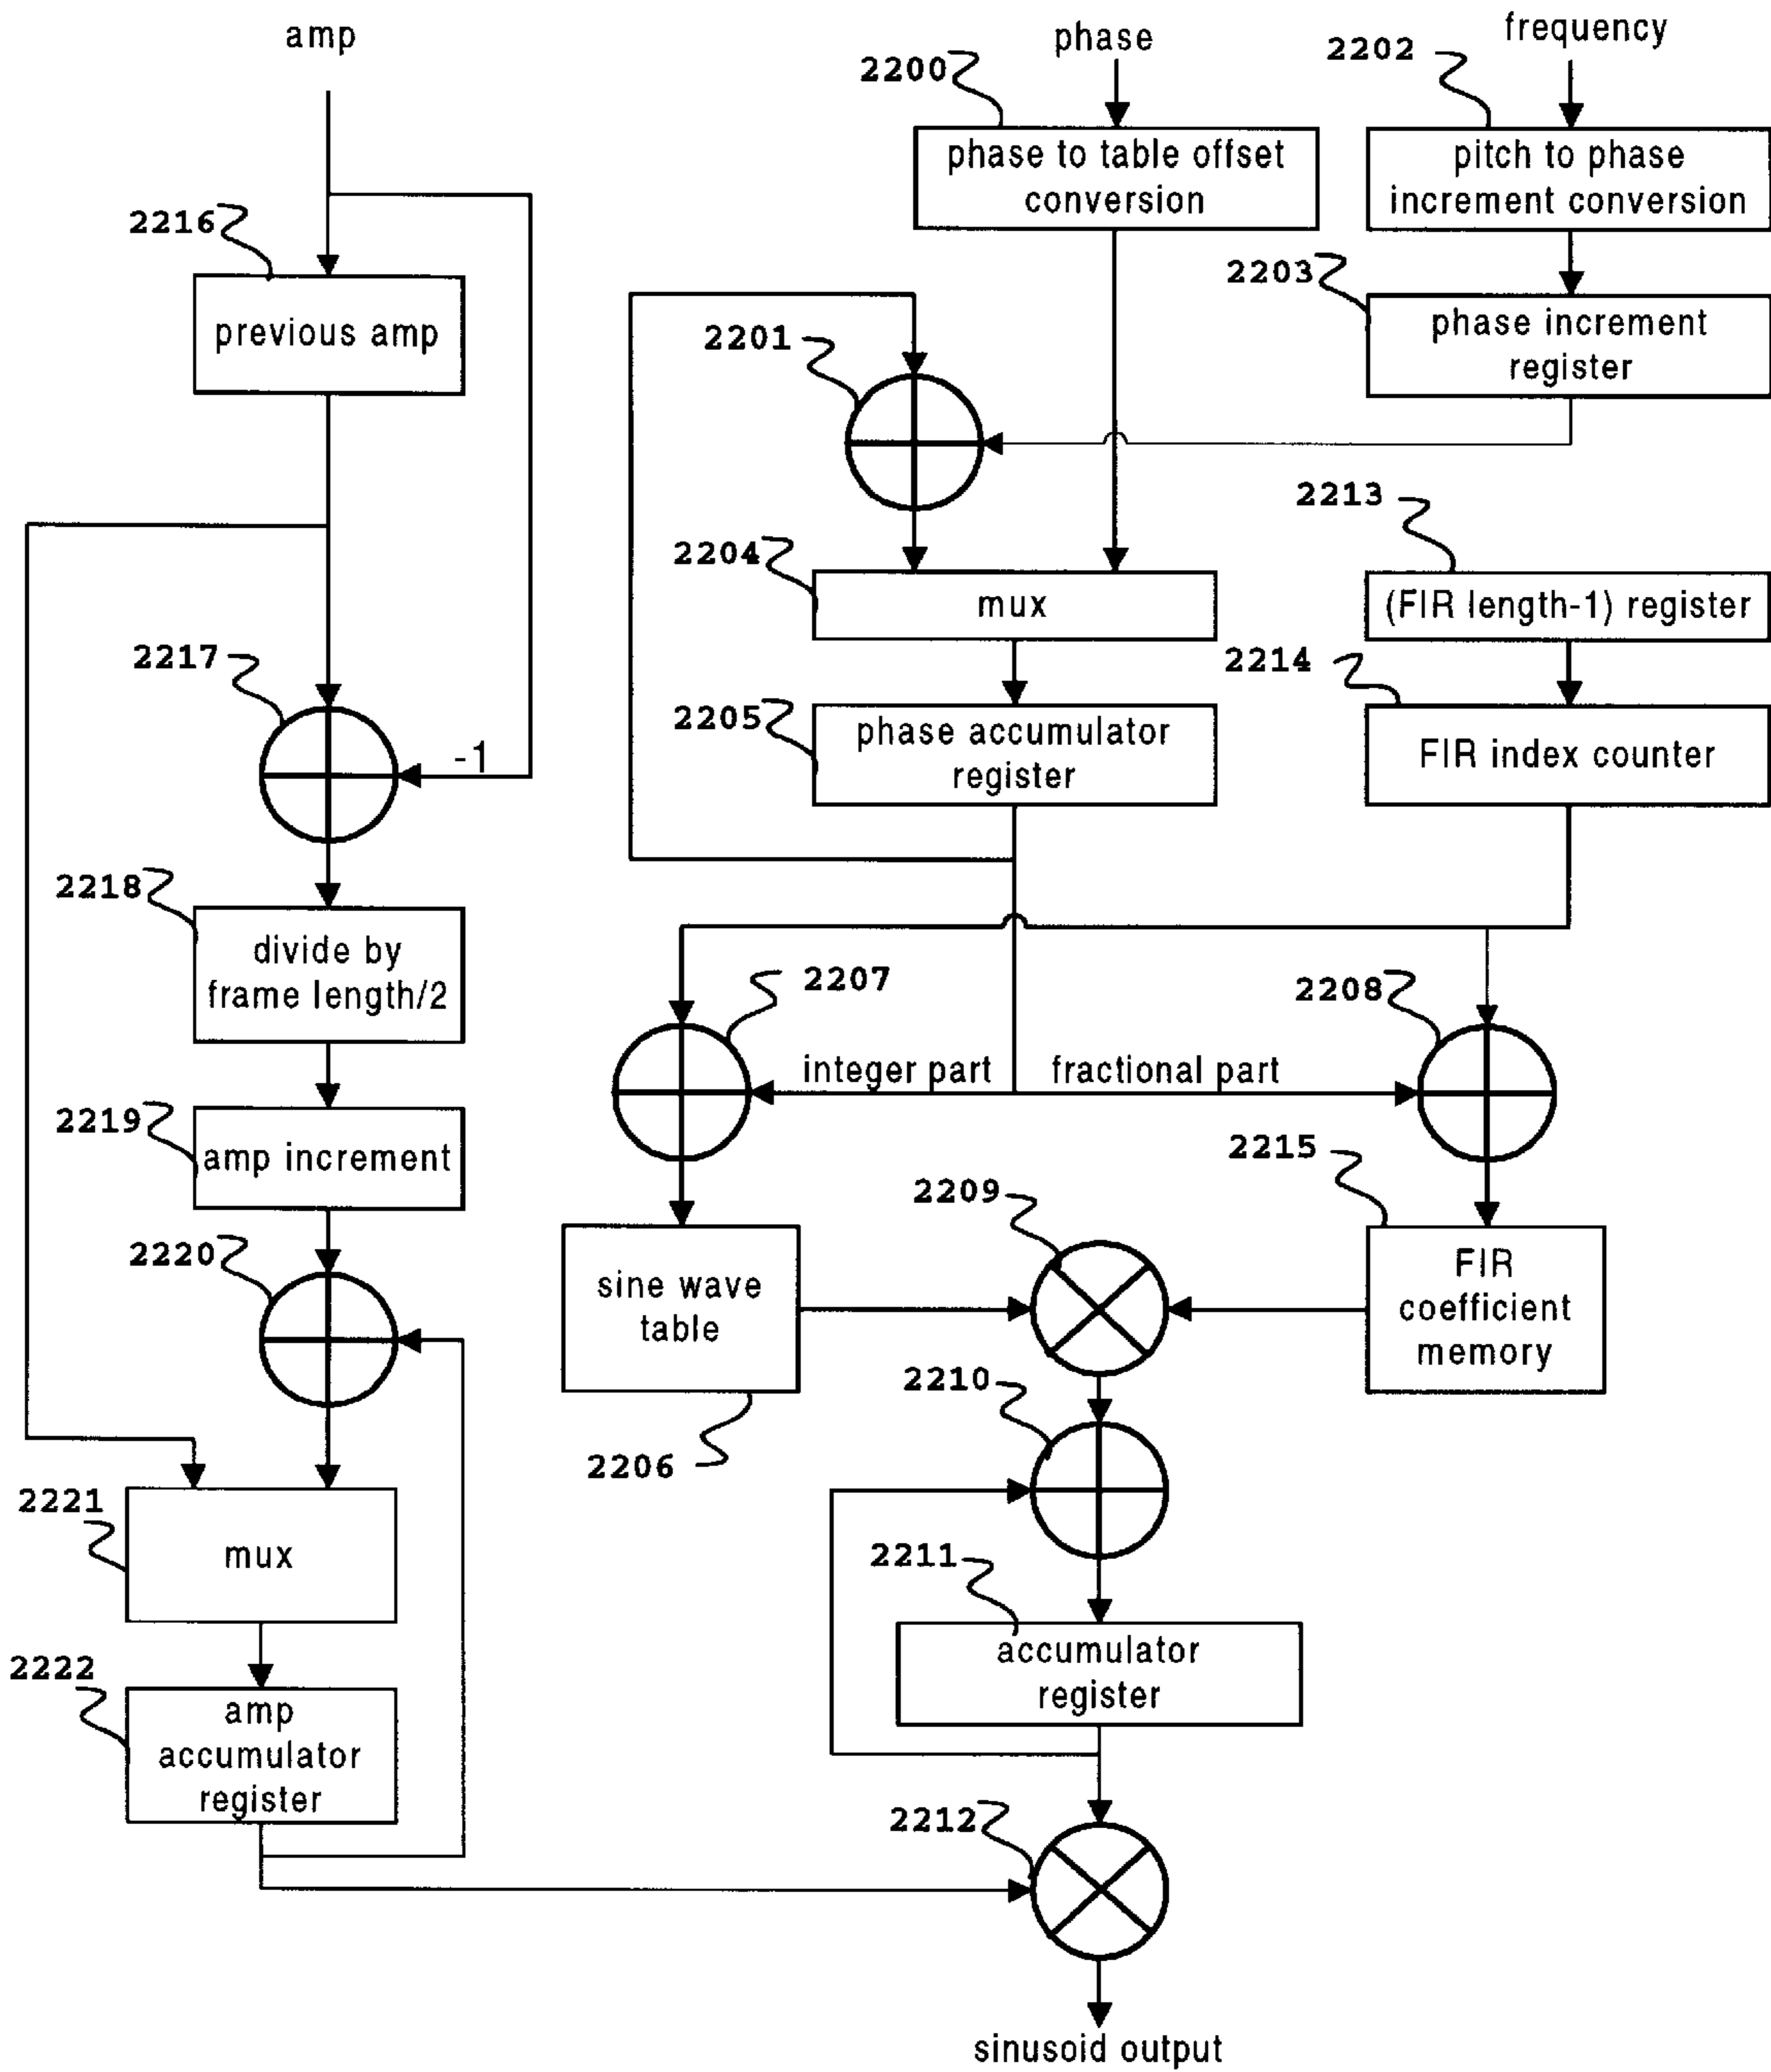 amp
phase
frequency
2200
2202
phase to table offset
conversion
pitch to phase
increment conversion
2216
2203
previous amp
phase increment
register
2201
2213
2204
mux
(FIR length-1) register
2217
2214
2205
phase accumulator
register
FIR index counter
-1
2218
divide by
frame length/2
2207
2208
integer part
fractional part
2219
amp increment
2215
2209
2220
sine wave
table
FIR
coefficient
memory
2210
2206
2221
mux
2211
accumulator
register
2222
amp
accumulator
register
2212
sinusoid output